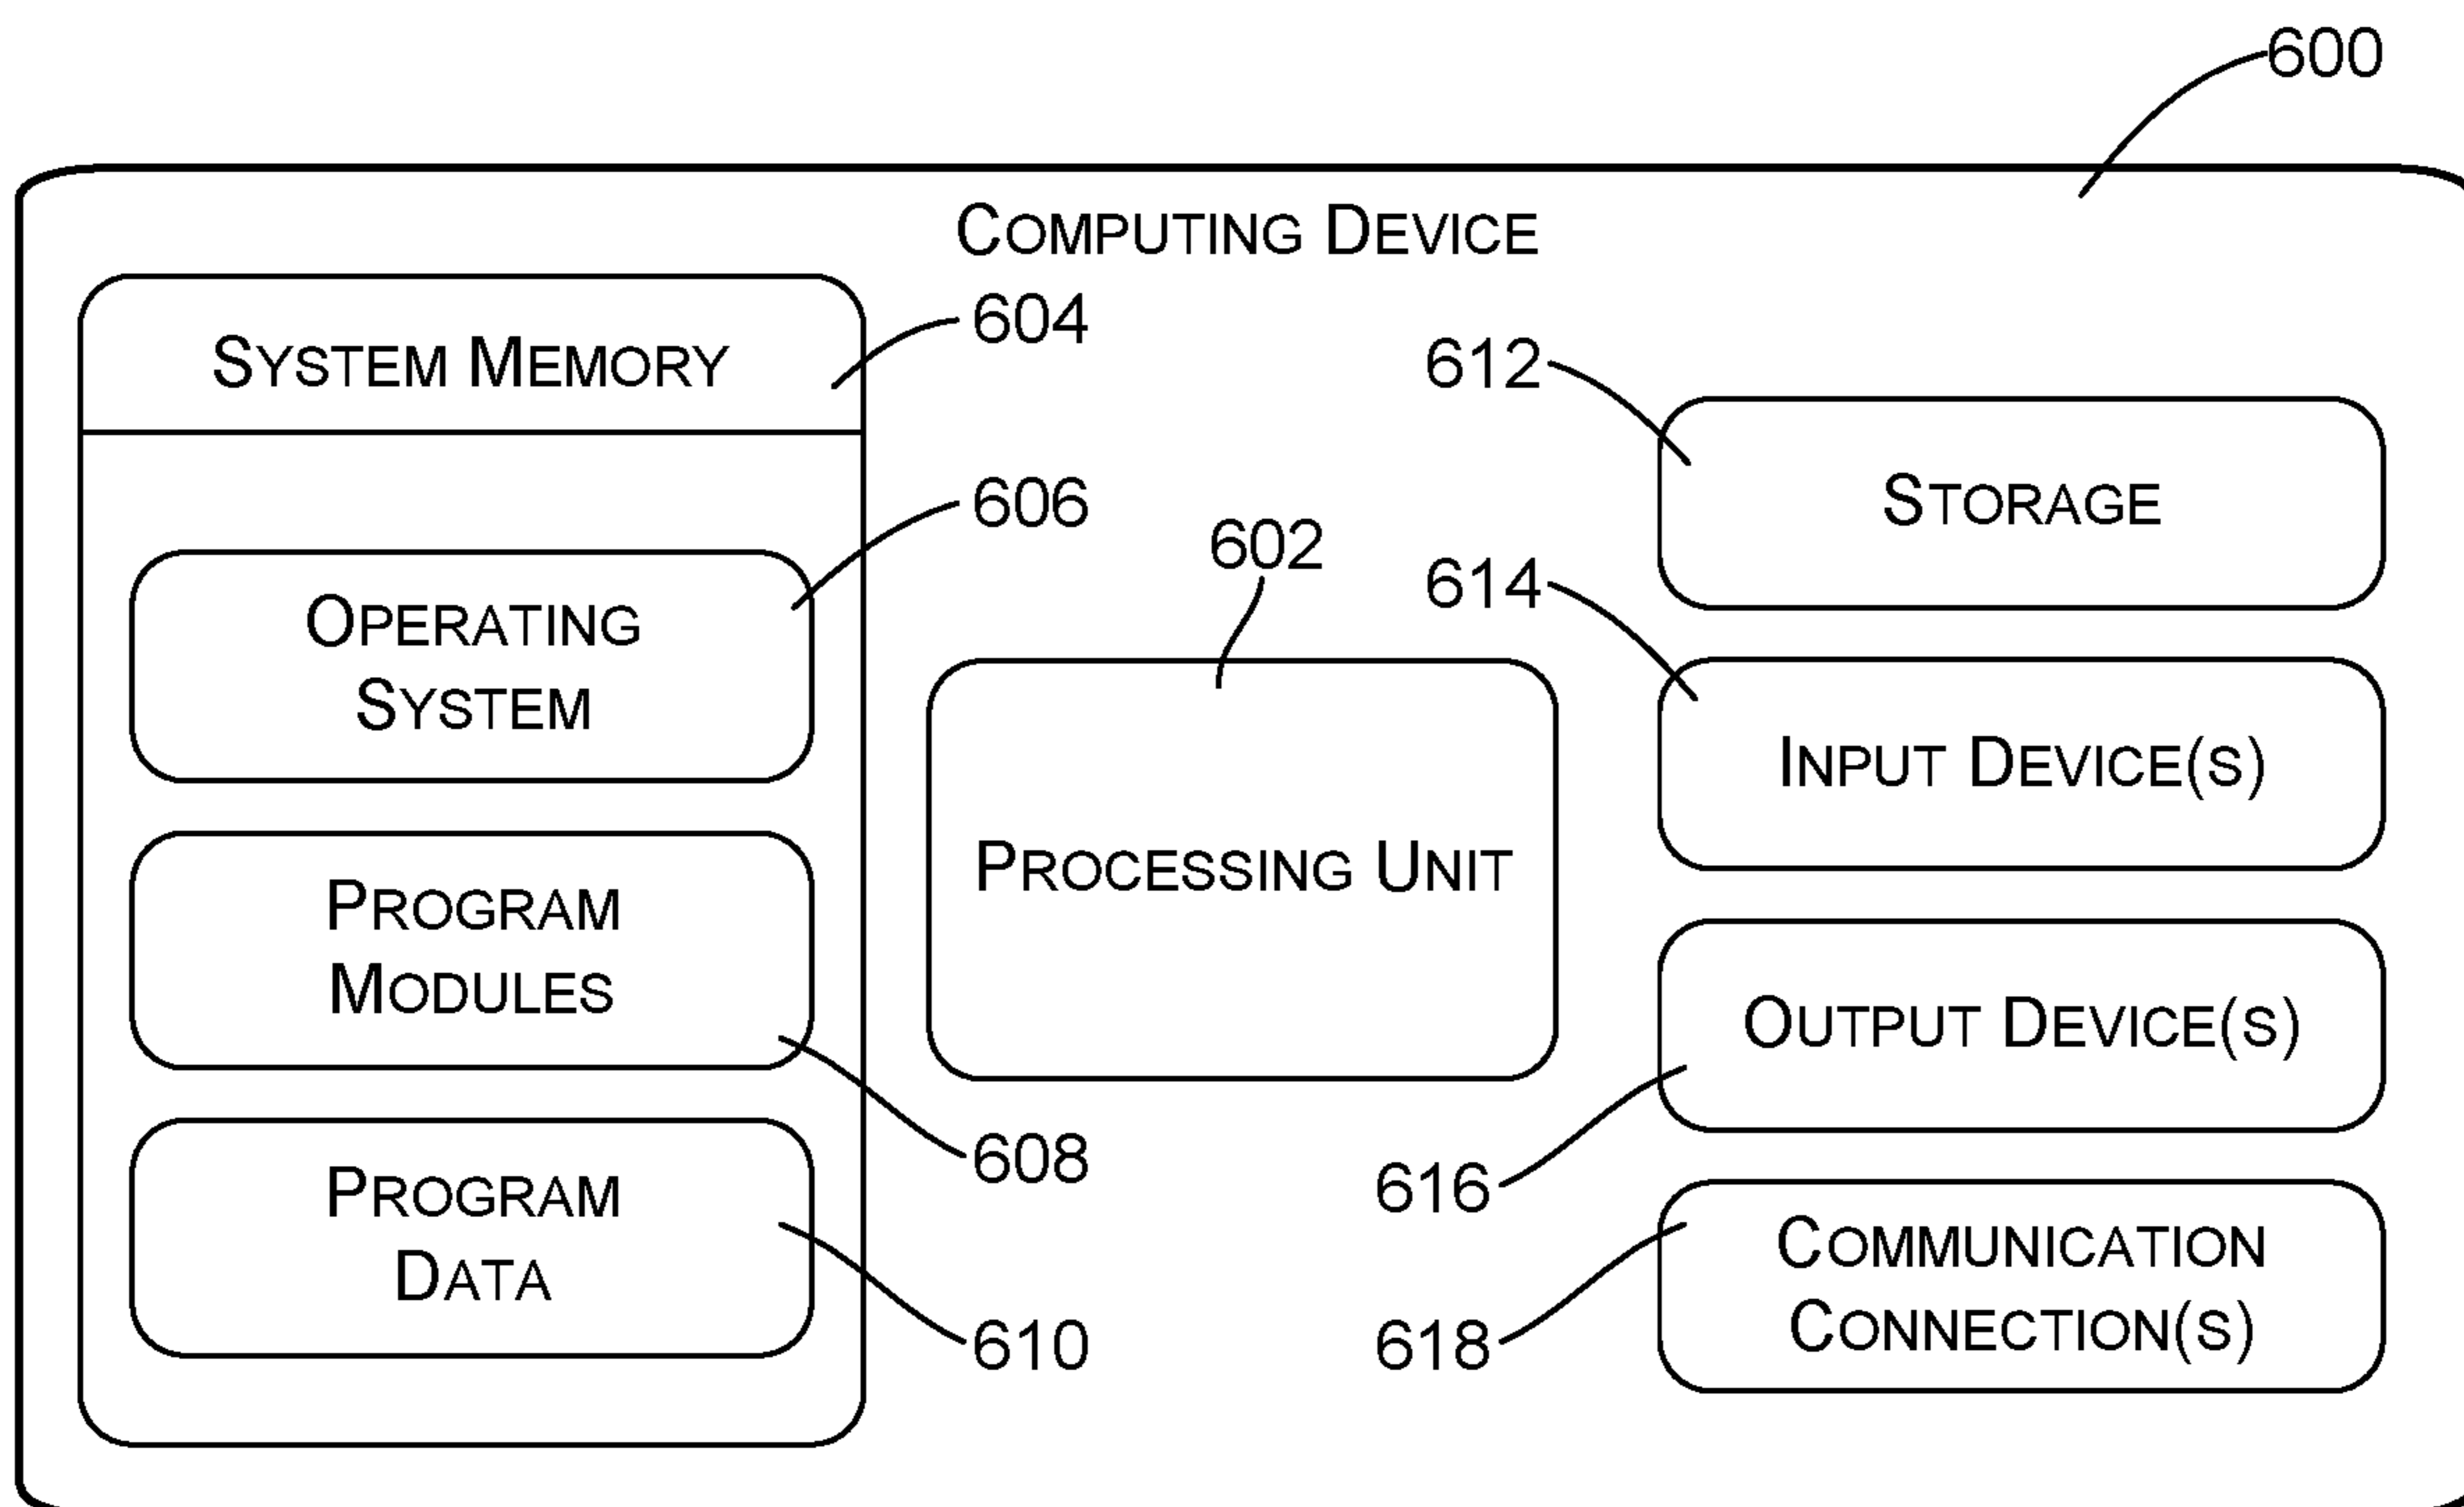 600
COMPUTING DEVICE
SYSTEM MEMORY
604
606
OPERATING
SYSTEM
PROGRAM
MODULES
608
PROGRAM
DATA
610
602
PROCESSING UNIT
612
STORAGE
614
INPUT DEVICE(S)
OUTPUT DEVICE(S)
616
COMMUNICATION
CONNECTION(S)
618